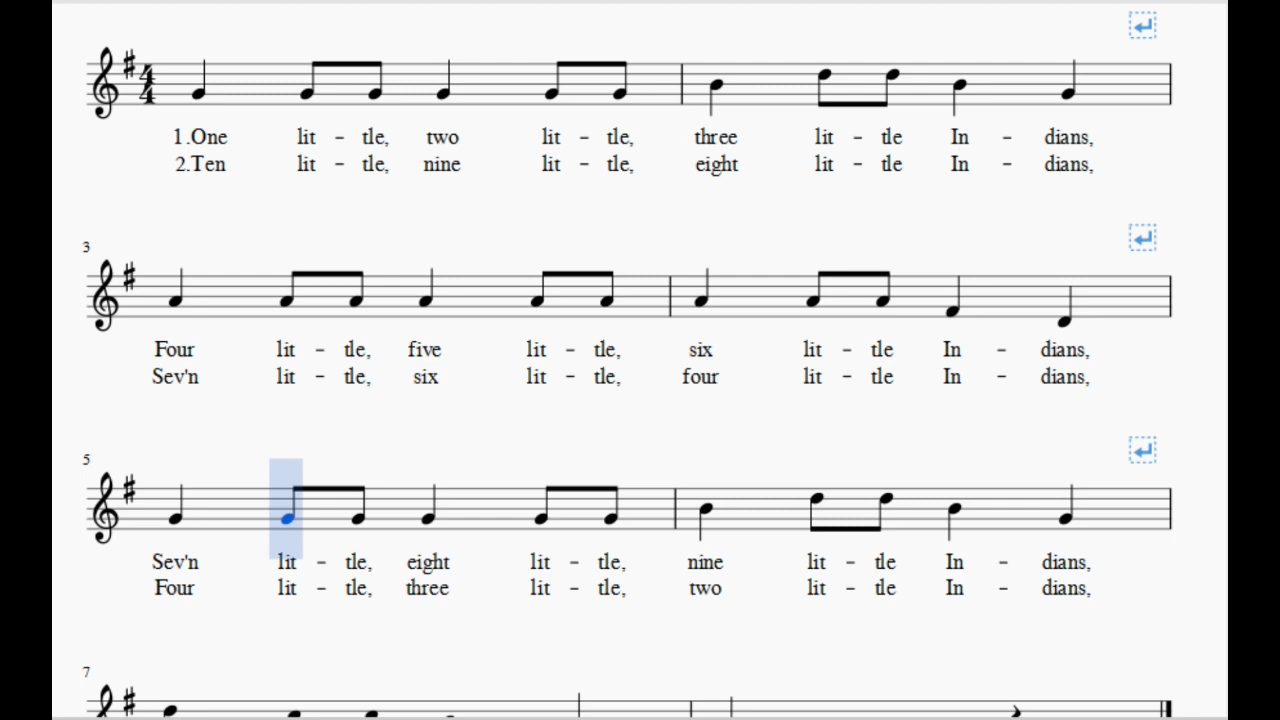 4
4
1.One lit – tle, two lit – tle, three lit – tle In – dians,
2.Ten lit – tle, nine lit – tle, eight lit – tle In – dians,
3
Four lit – tle, five lit – tle, six lit – tle In – dians,
Sev'n lit – tle, six lit – tle, four lit – tle In – dians,
5
Sev'n lit – tle, eight lit – tle, nine lit – tle In – dians,
Four lit – tle, three lit – tle, two lit – tle In – dians,
7